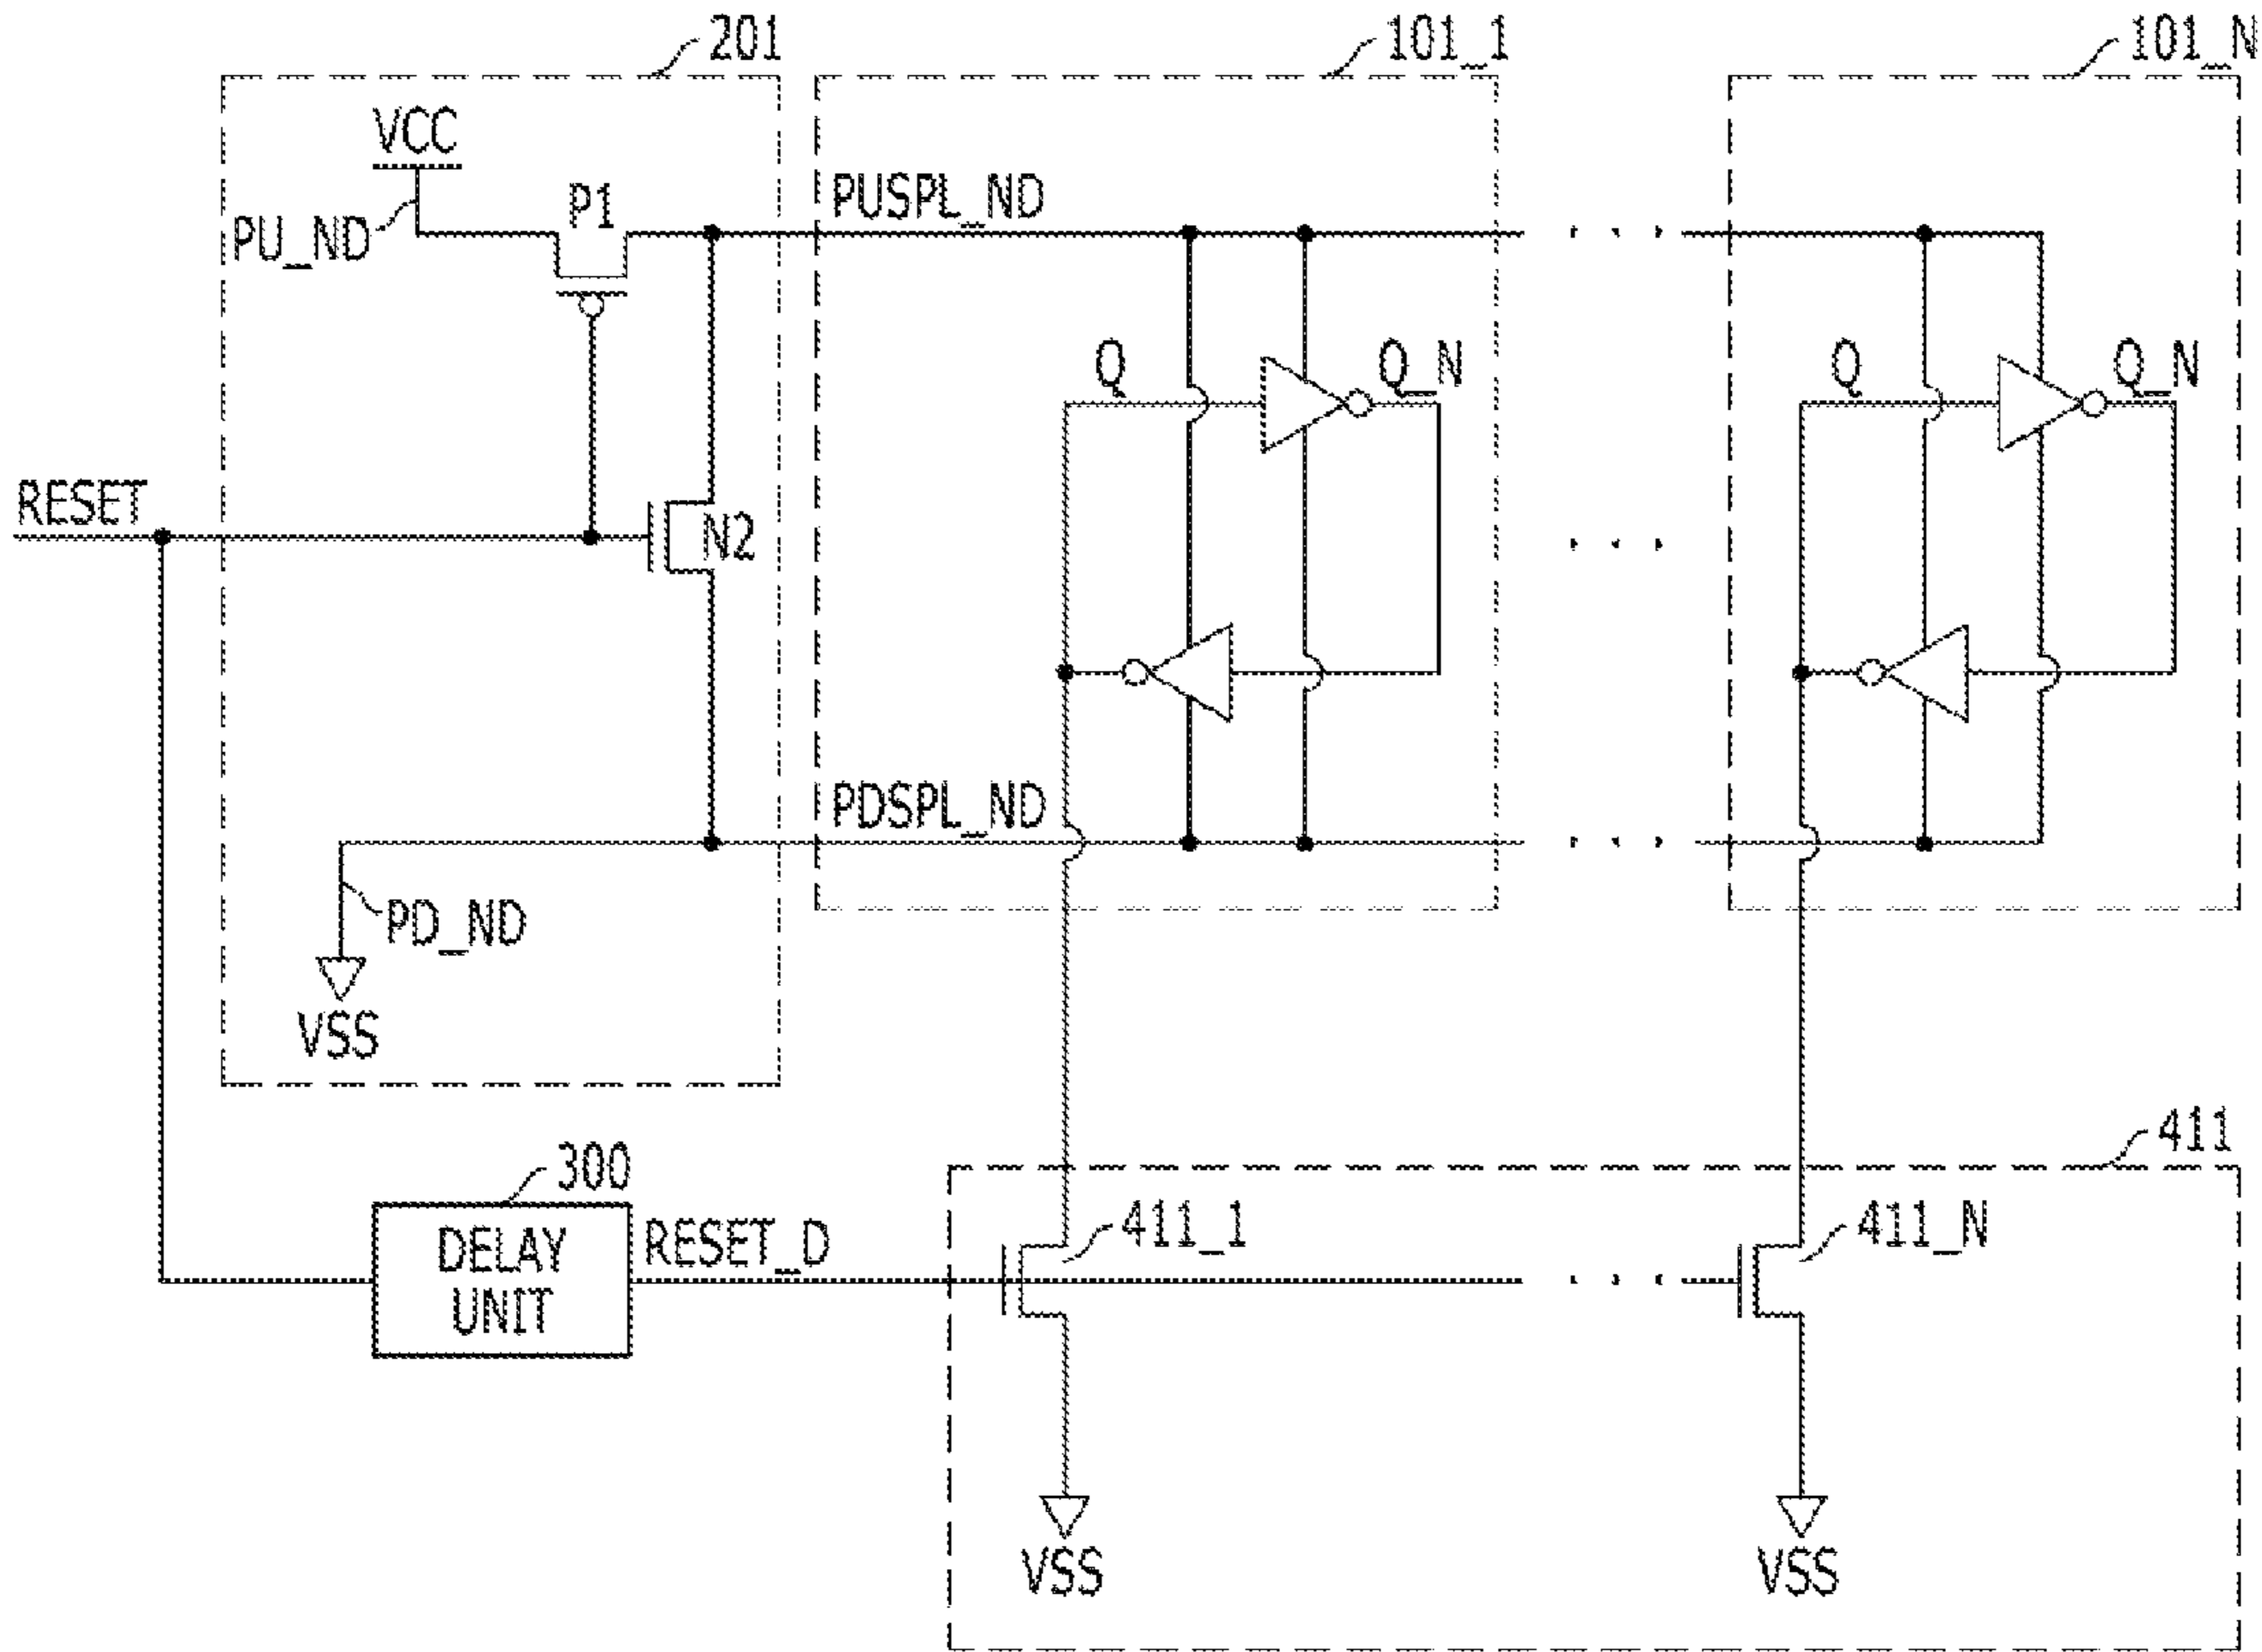 201
101_1
101_N
VCC
P1
PUSPL_ND
PU_ND
Q
Q_N
Q
Q_N
RESET
N2
PDSPL_ND
PD_ND
VSS
411
300
DELAY
UNIT
RESET_D
411_1
411_N
VSS
VSS